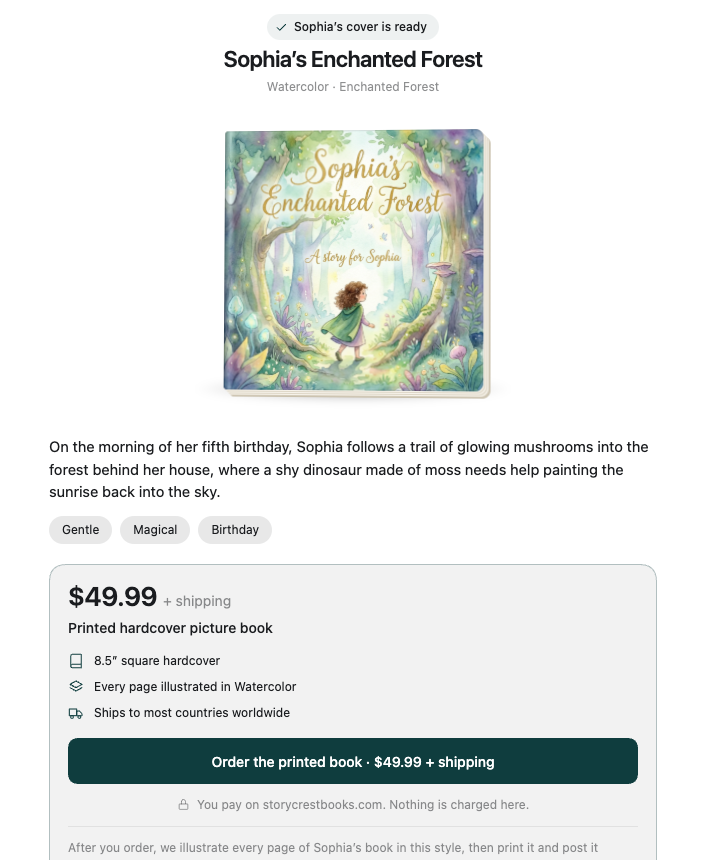 Sophia’s cover is ready
Sophia’s Enchanted Forest
Watercolor · Enchanted Forest
Sophia's
Enchanted Forest
A story for Sophia
On the morning of her fifth birthday, Sophia follows a trail of glowing mushrooms into the
forest behind her house, where a shy dinosaur made of moss needs help painting the
sunrise back into the sky.
Gentle
Magical
Birthday
$49.99 + shipping
Printed hardcover picture book
8.5″ square hardcover
Every page illustrated in Watercolor
Ships to most countries worldwide
Order the printed book · $49.99 + shipping
You pay on storycrestbooks.com. Nothing is charged here.
After you order, we illustrate every page of Sophia’s book in this style, then print it and post it